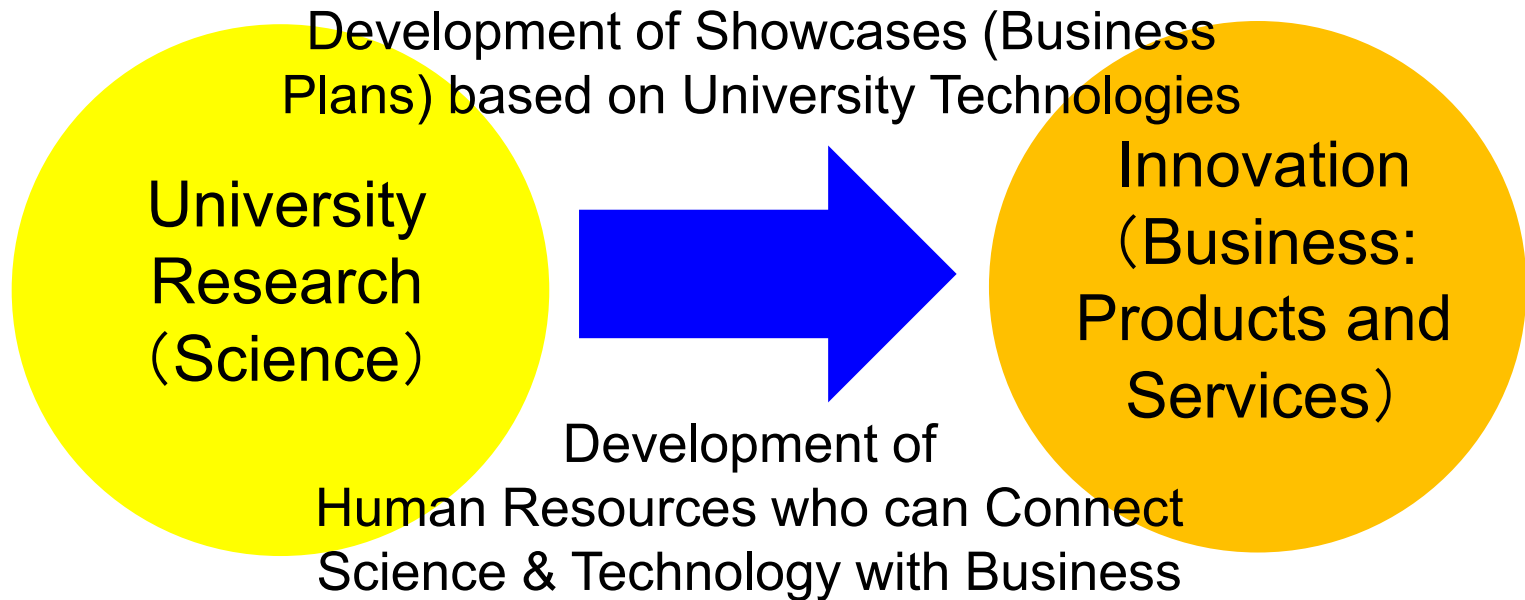 Development of Showcases (Business
Plans) based on University Technologies
University
Research
（Science）
Innovation
（Business:
Products and
Services）
Development of
Human Resources who can Connect
Science & Technology with Business